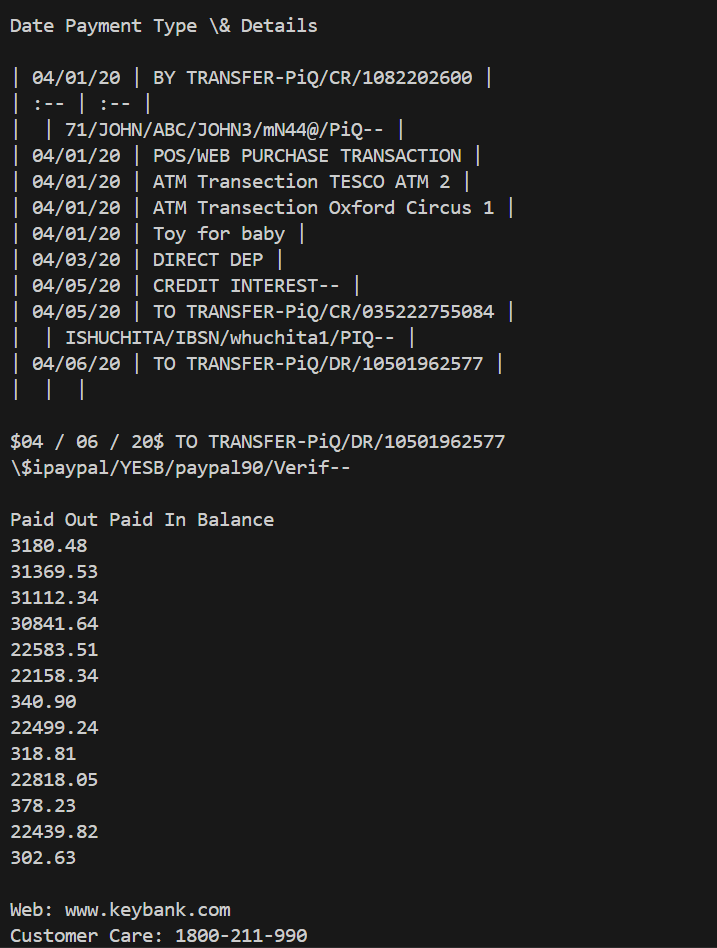 Date Payment Type \& Details
| 04/01/20 | BY TRANSFER-PiQ/CR/1082202600 |
| :-- | :-- |
|  | 71/JOHN/ABC/JOHN3/mN44@/PiQ-- |
| 04/01/20 | POS/WEB PURCHASE TRANSACTION |
| 04/01/20 | ATM Transection TESCO ATM 2 |
| 04/01/20 | ATM Transection Oxford Circus 1 |
| 04/01/20 | Toy for baby |
| 04/03/20 | DIRECT DEP |
| 04/05/20 | CREDIT INTEREST-- |
| 04/05/20 | TO TRANSFER-PiQ/CR/035222755084 |
|  | ISHUCHITA/IBSN/whuchita1/PIQ-- |
| 04/06/20 | TO TRANSFER-PiQ/DR/10501962577 |
|  |  |
$04 / 06 / 20$ TO TRANSFER-PiQ/DR/10501962577
\$ipaypal/YESB/paypal90/Verif--
Paid Out Paid In Balance
3180.48
31369.53
31112.34
30841.64
22583.51
22158.34
340.90
22499.24
318.81
22818.05
378.23
22439.82
302.63
Web: www.keybank.com
Customer Care: 1800-211-990